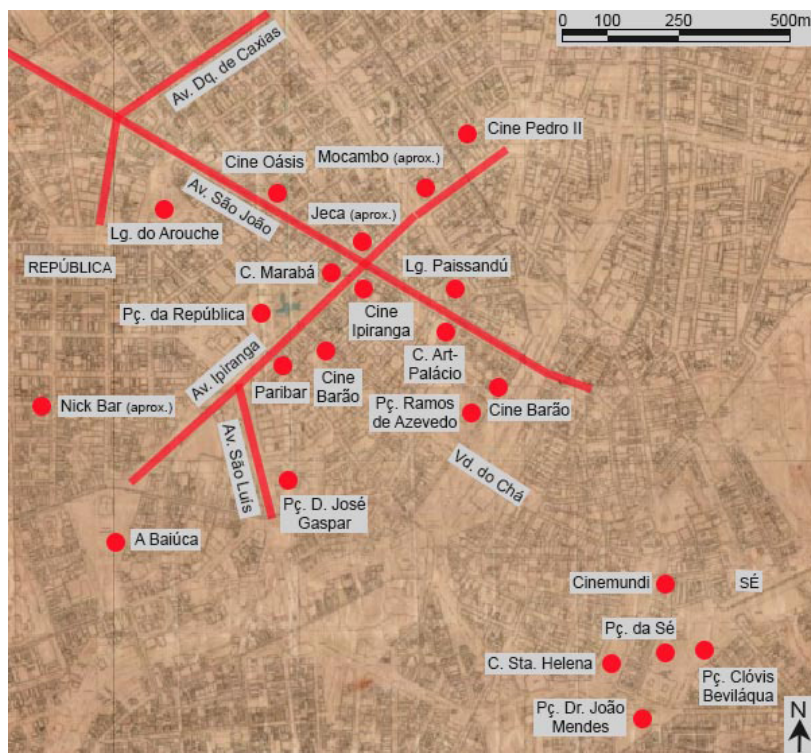 0 100 250 500m
Av. Dq. de Caxias
Cine Pedro II
Mocambo (aprox.)
Cine Oásis
Av. São João
Jeca (aprox.)
Lg. do Arouche
REPÚBLICA
C. Marabá
Lg. Paissandú
Pç. da República
Cine
Ipiranga
C. Art-
Palácio
Av. Ipiranga
Paribar
Cine
Barão
Nick Bar (aprox.)
Pç. Ramos
de Azevedo
Cine Barão
Av. São Luís
Vd. do Chá
Pç. D. José
Gaspar
A Baiúca
Cinemundi
SÉ
Pç. da Sé
C. Sta. Helena
Pç. Clóvis
Beviláqua
Pç. Dr. João
Mendes
N